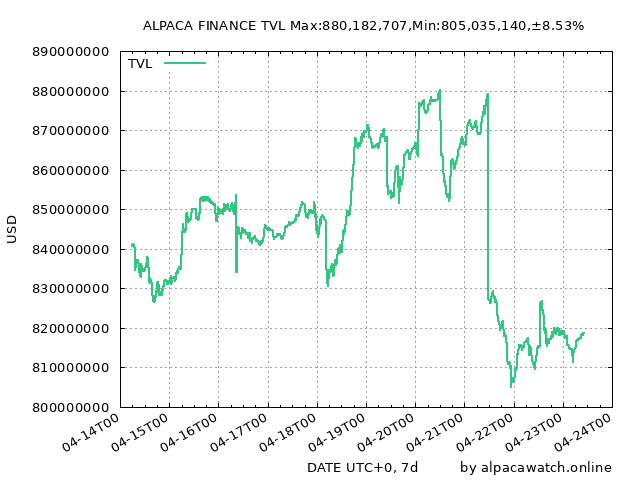 ALPACA FINANCE TVL Max:880,182,707,Min:805,035,140,±8.53%
890000000
TVL
880000000
870000000
860000000
850000000
840000000
830000000
820000000
810000000
800000000
USD
04-14T00
04-15T00
04-16T00
04-17T00
04-18T00
04-19T00
04-20T00
04-21T00
04-22T00
04-23T00
04-24T00
DATE UTC+0, 7d
by alpacawatch.online